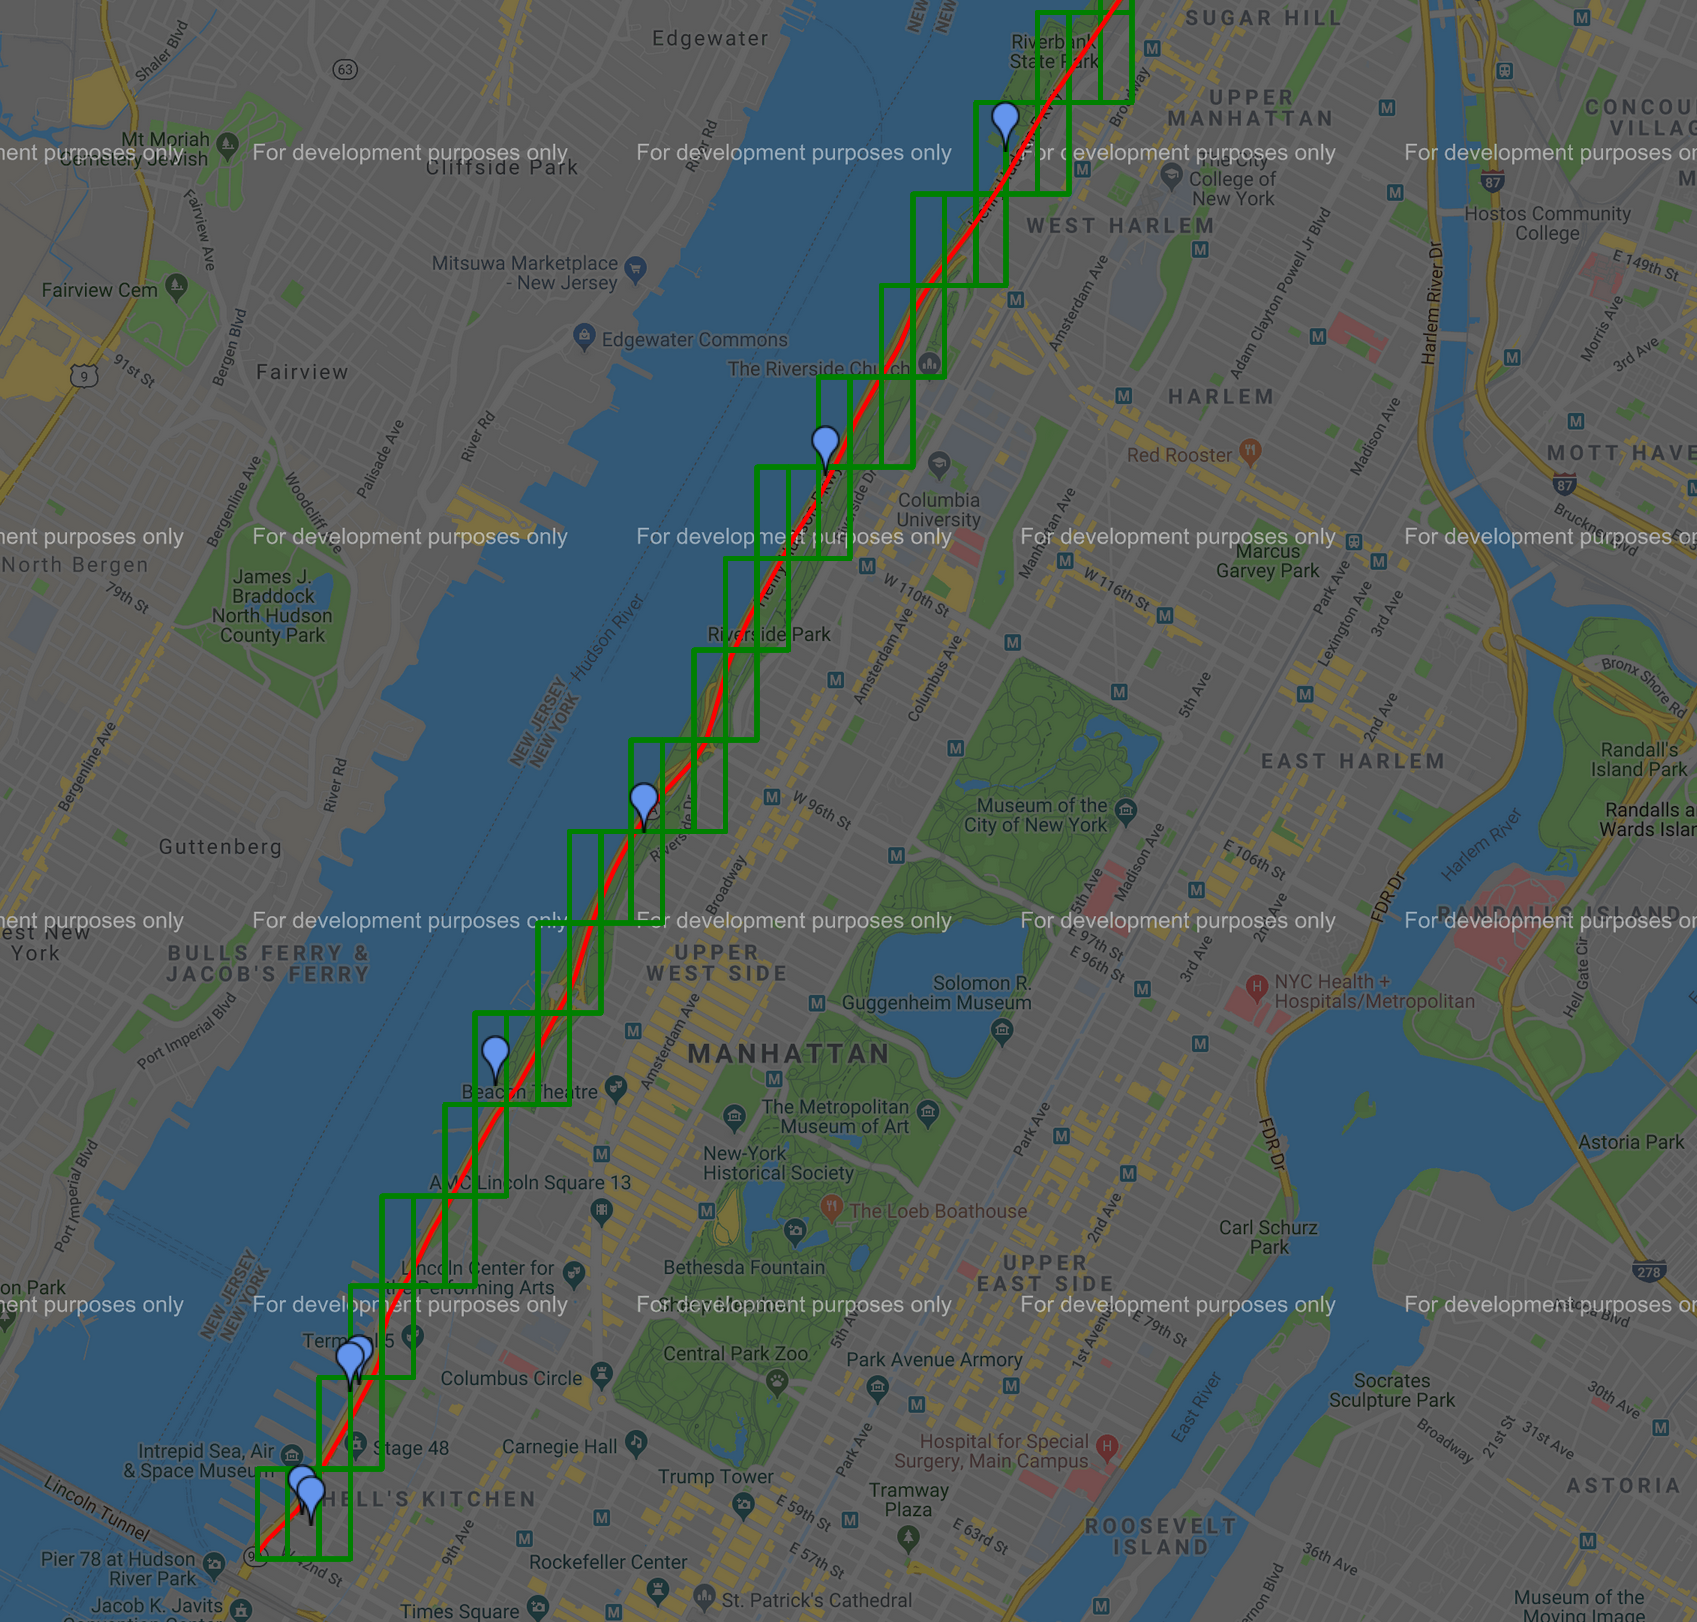 SUGAR HILL
Edgewater
Shaler Blvd
63
Riverbank
State Park
Broadway
UPPER
MANHATTAN
CONCOU
VILLAG
Mt Moriah
Cemetery Jewish
River Rd
For development purposes only
For development purposes only
For development purposes only
For development purposes only
ment purposes only
Cliffside Park
The City
College of
New York
87
Fairview Ave
Hostos Community
College
WEST HARLEM
Mitsuwa Marketplace
- New Jersey
E 149th St
Fairview Cem
Amsterdam Ave
Adam Clayton Powell Jr Blvd
Harlem River Dr
Morris Ave
3rd Ave
Bergen Blvd
Edgewater Commons
91st St
9
Fairview
The Riverside Church
HARLEM
River Rd
Palisade Ave
Madison Ave
Red Rooster
MOTT HAVE
Bergenline Ave
Woodcliff
Columbia
University
Riverside Dr
Manhattan Ave
87
Bruckner Blvd
ment purposes only
For development purposes only
For development purposes only
For development purposes only
For development purposes on
North Bergen
79th St
James J.
Braddock
North Hudson
County Park
Marcus
Garvey Park
W 116th St
W 110th St
Park Ave
3rd Ave
Lexington Ave
Hudson River
Riverside Park
Amsterdam Ave
Columbus Ave
5th Ave
2nd Ave
Bronx Shore Rd
NEW JERSEY
NEW YORK
EAST HARLEM
Randall's
Island Park
Bergenline Ave
River Rd
W 96th St
Museum of the
City of New York
Randalls a
Wards Islan
Guttenberg
Riverside Dr
Harlem River
E 106th St
Broadway
5th Ave
Madison Ave
FDR Dr
RANDALLS ISLAND
ment purposes only
For development purposes only
For development purposes only
For development purposes only
For development purposes on
est New
York
BULLS FERRY &
JACOB'S FERRY
UPPER
WEST SIDE
E 97th St
E 96th St
3rd Ave
2nd Ave
Hell Gate Cir
Solomon R.
Guggenheim Museum
NYC Health +
Hospitals/Metropolitan
Port Imperial Blvd
Amsterdam Ave
MANHATTAN
Beacon Theatre
The Metropolitan
Museum of Art
Park Ave
FDR Dr
Astoria Park
New-York
Historical Society
Port Imperial Blvd
AMC Lincoln Square 13
The Loeb Boathouse
2nd Ave
Carl Schurz
Park
NEW JERSEY
NEW YORK
Lincoln Center for
the Performing Arts
Bethesda Fountain
UPPER
EAST SIDE
278
on Park
ment purposes only
For development purposes only
For development purposes only
For development purposes only
For development purposes on
5th Ave
E 79th St
1st Avenue
Central Park Zoo
Park Avenue Armory
Columbus Circle
Socrates
Sculpture Park
East River
30th Ave
Intrepid Sea, Air
& Space Museum
Stage 48
Carnegie Hall
Park Ave
Hospital for Special
Surgery, Main Campus
Broadway
21st St
31st Ave
Lincoln Tunnel
HELL'S KITCHEN
Trump Tower
Tramway
Plaza
ASTORIA
E 59th St
E 63rd St
ROOSEVELT
ISLAND
9th Ave
Pier 78 at Hudson
River Park
Rockefeller Center
E 57th St
36th Ave
Jacob K. Javits
Times Square
St. Patrick's Cathedral
Museum of the
Moving Image